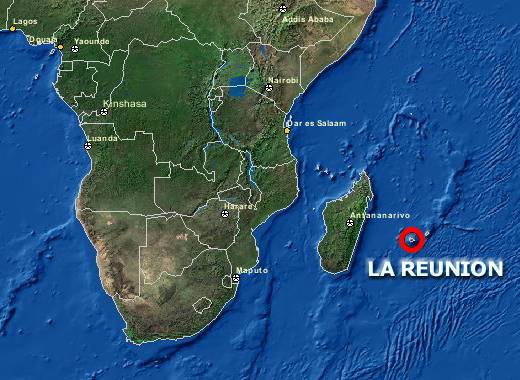 Lagos
Addis Ababa
Douala
Yaounde
Nairobi
Kinshasa
Dar es Salaam
Luanda
Harare
Antananarivo
Maputo
LA REUNION